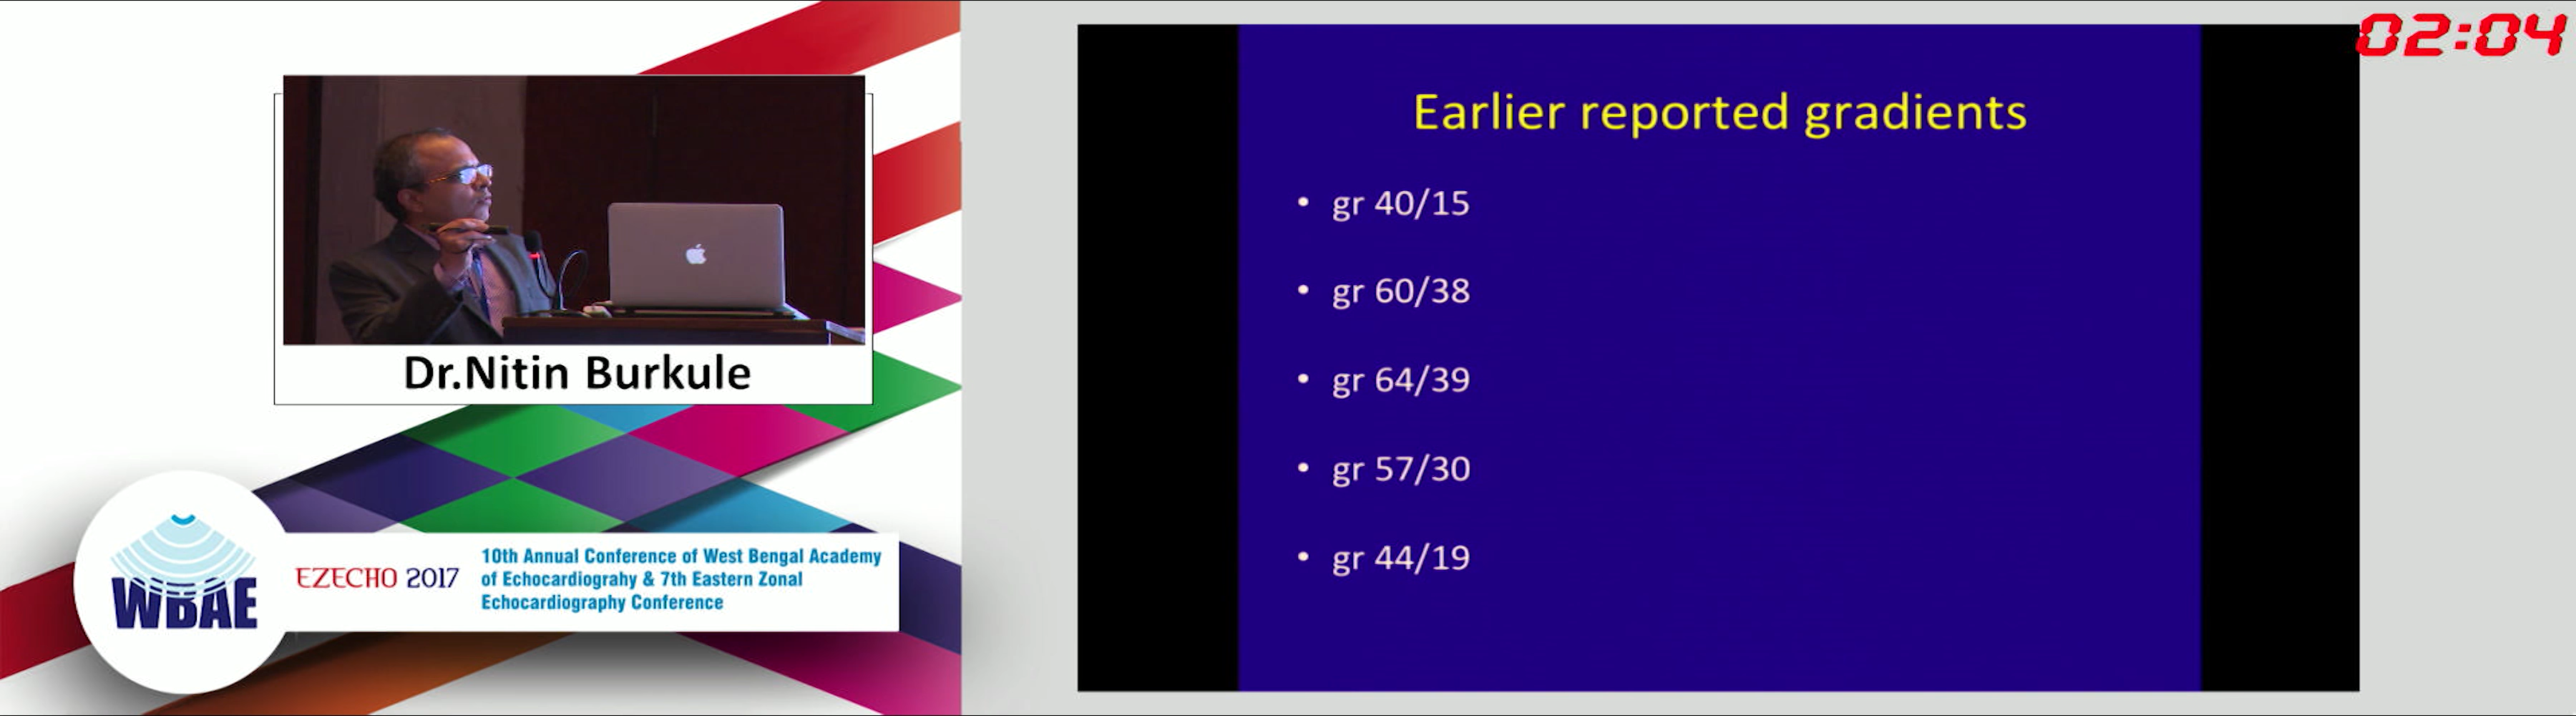 Dr.Nitin Burkule
WBAE
EZECHO 2017
10th Annual Conference of West Bengal Academy
of Echocardiograhy & 7th Eastern Zonal
Echocardiography Conference
Earlier reported gradients
• gr 40/15
• gr 60/38
• gr 64/39
• gr 57/30
• gr 44/19
02:04